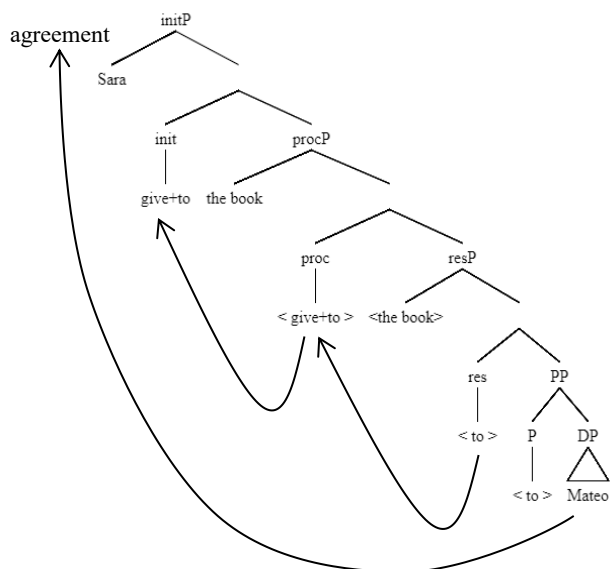 initP
agreement
Sara
init procP
give+to the book
proc resP
< give+to > <the book>
res PP
< to > P DP
< to > Mateo